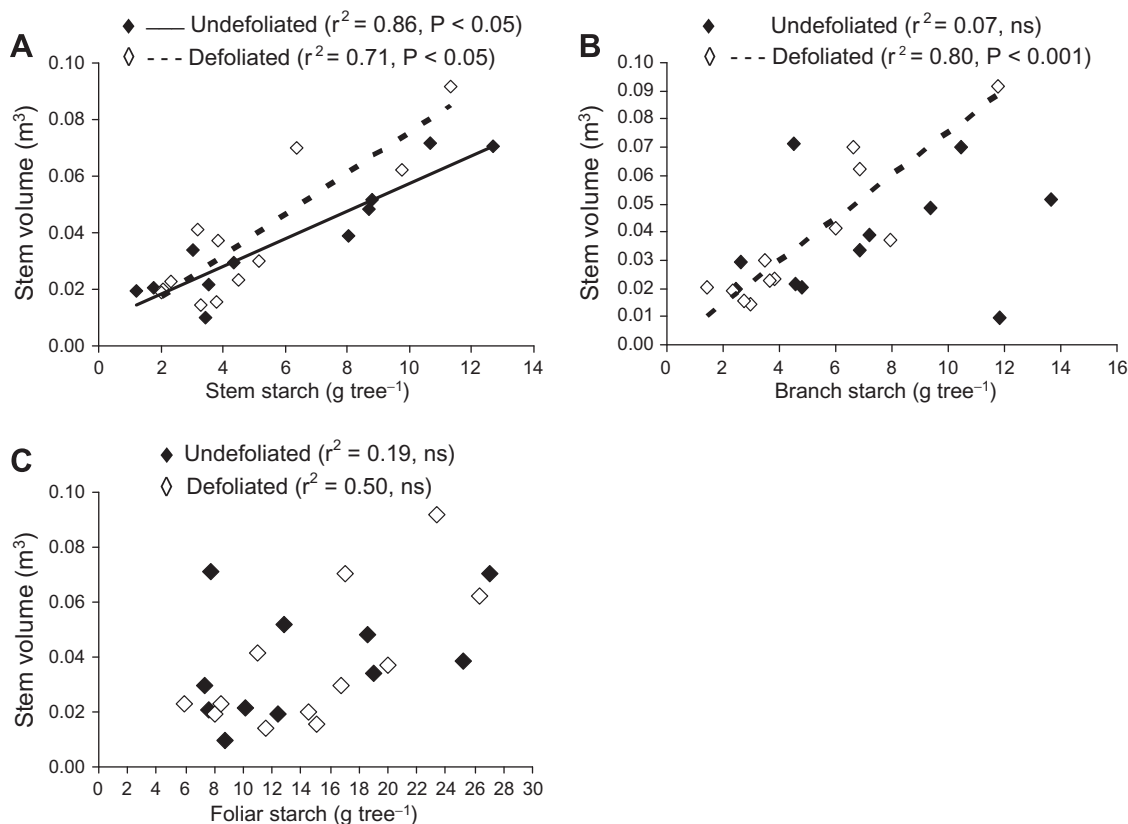 A
Undefoliated (r² = 0.86, P < 0.05)
Defoliated (r² = 0.71, P < 0.05)
0.10
0.08
0.06
0.04
0.02
0.00
Stem volume (m³)
0 2 4 6 8 10 12 14
Stem starch (g tree⁻¹)
B
Undefoliated (r² = 0.07, ns)
Defoliated (r² = 0.80, P < 0.001)
0.10
0.09
0.08
0.07
0.06
0.05
0.04
0.03
0.02
0.01
0.00
Stem volume (m³)
0 2 4 6 8 10 12 14 16
Branch starch (g tree⁻¹)
C
Undefoliated (r² = 0.19, ns)
Defoliated (r² = 0.50, ns)
0.10
0.08
0.06
0.04
0.02
0.00
Stem volume (m³)
0 2 4 6 8 10 12 14 16 18 20 22 24 26 28 30
Foliar starch (g tree⁻¹)